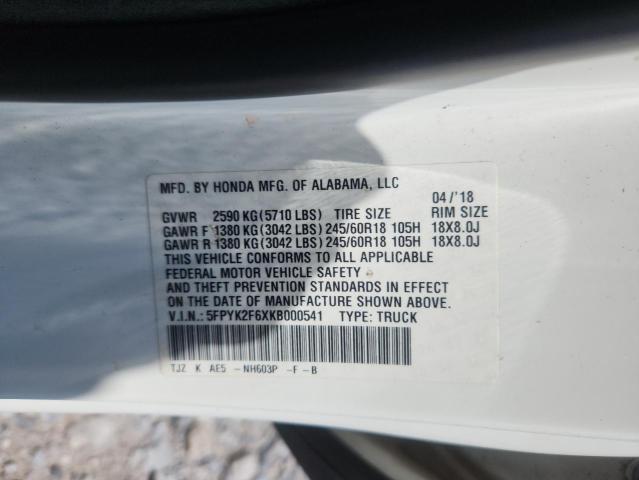 MFD. BY HONDA MFG. OF ALABAMA, LLC 04/'18
GVWR 2590 KG (5710 LBS) TIRE SIZE RIM SIZE
GAWR F 1380 KG (3042 LBS) 245/60R18 105H 18X8.0J
GAWR R 1380 KG (3042 LBS) 245/60R18 105H 18X8.0J
THIS VEHICLE CONFORMS TO ALL APPLICABLE
FEDERAL MOTOR VEHICLE SAFETY
AND THEFT PREVENTION STANDARDS IN EFFECT
ON THE DATE OF MANUFACTURE SHOWN ABOVE.
V.I.N.: 5FPYK2F6XKB000541 TYPE: TRUCK
TJZ K AE5 -NH603P -F -B